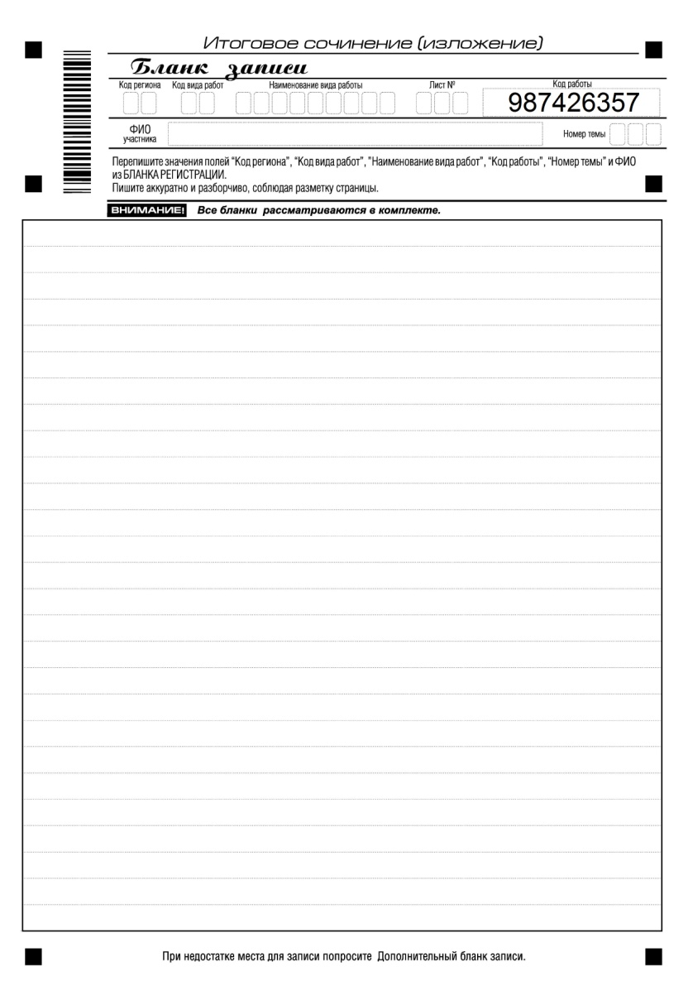 Итоговое сочинение (изложение)
Бланк записи
Код региона Код вида работ Наименование вида работы Лист № Код работы
987426357
ФИО участника Номер темы
Перепишите значения полей “Код региона”, “Код вида работ”, ”Наименование вида работ”, “Код работы”, “Номер темы” и ФИО
из БЛАНКА РЕГИСТРАЦИИ.
Пишите аккуратно и разборчиво, соблюдая разметку страницы.
ВНИМАНИЕ! Все бланки рассматриваются в комплекте.
При недостатке места для записи попросите Дополнительный бланк записи.